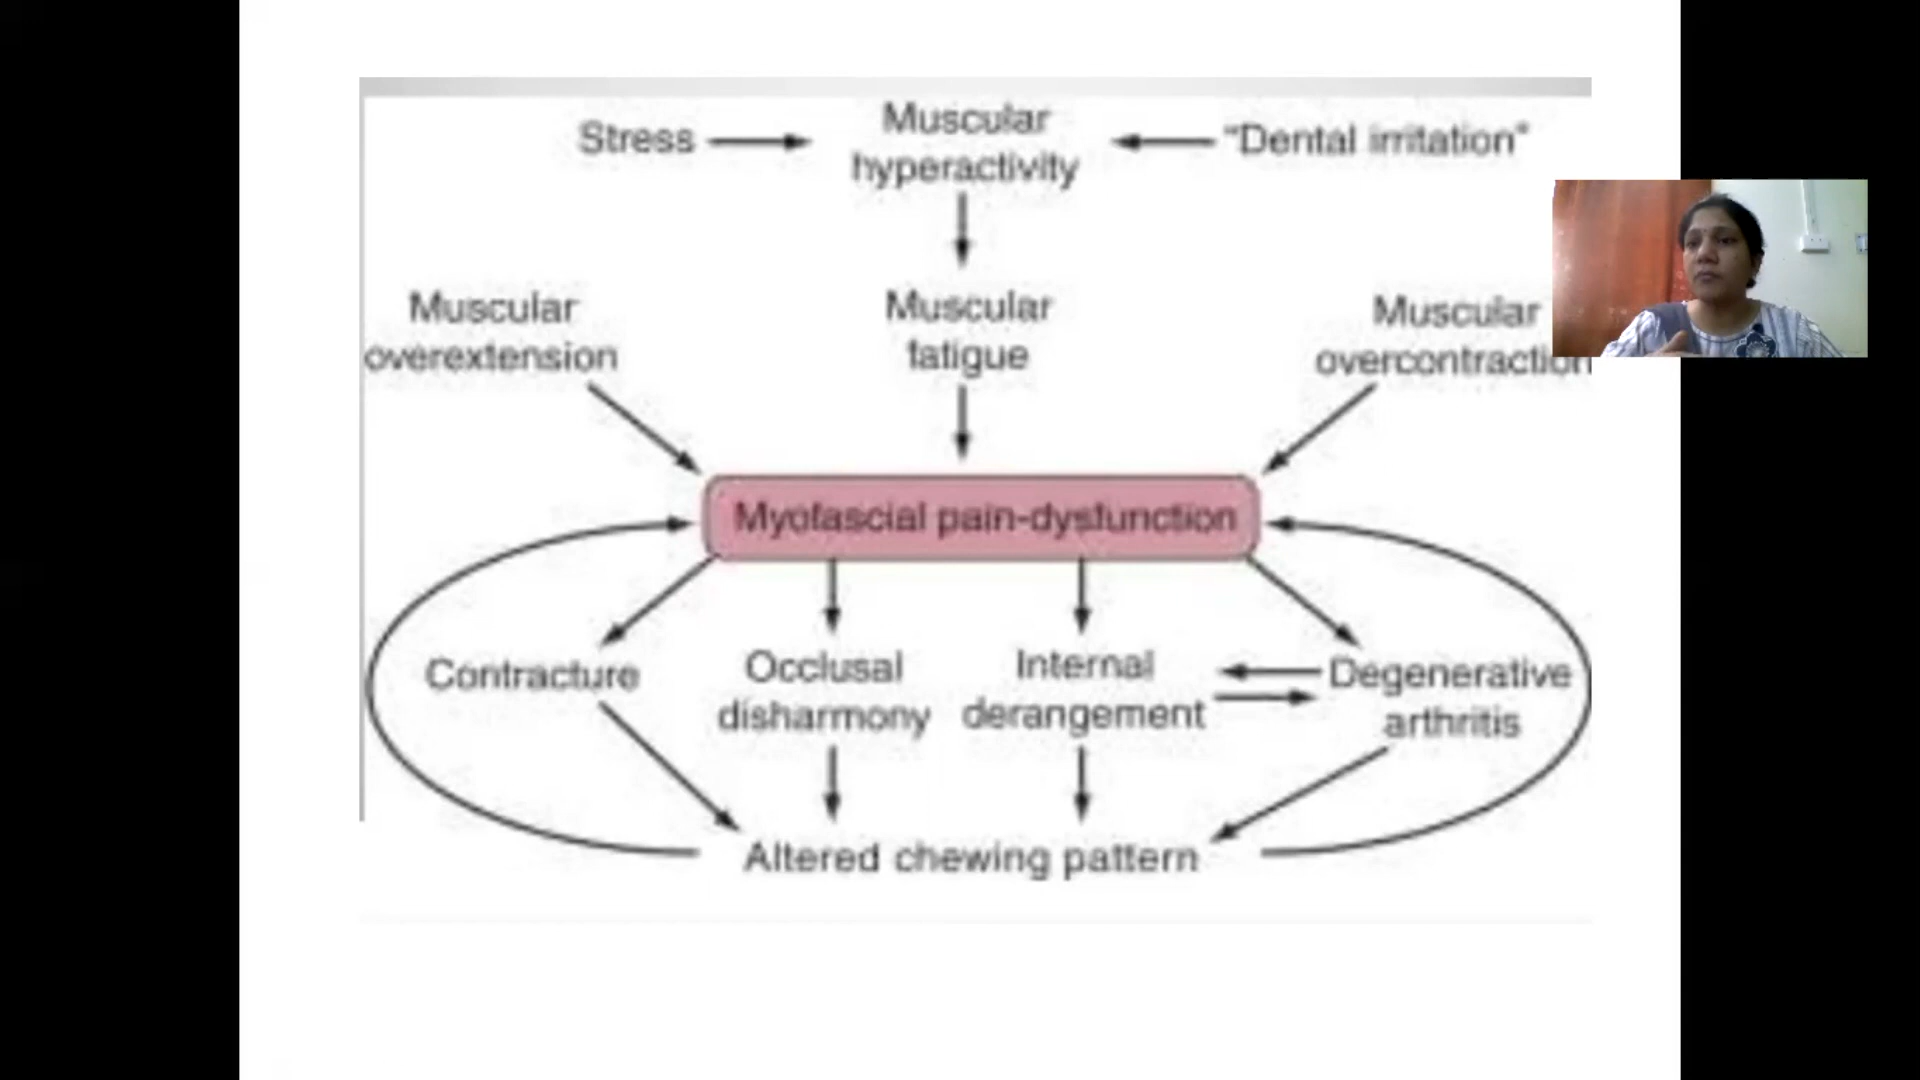 Stress
Muscular
hyperactivity
"Dental irritation"
Muscular
overextension
Muscular
fatigue
Muscular
overcontraction
Myofascial pain-dysfunction
Contracture
Occlusal
disharmony
Internal
derangement
Degenerative
arthritis
Altered chewing pattern